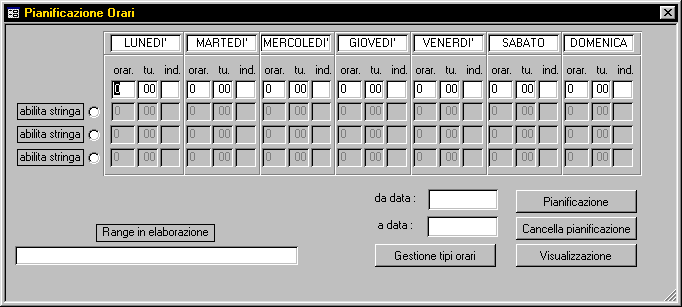 Pianificazione Orari
LUNEDI' MARTEDI' MERCOLEDI' GIOVEDI' VENERDI' SABATO DOMENICA
orar. tu. ind. orar. tu. ind. orar. tu. ind. orar. tu. ind. orar. tu. ind. orar. tu. ind. orar. tu. ind.
0 00 0 00 0 00 0 00 0 00 0 00 0 00
abilita stringa 0 00 0 00 0 00 0 00 0 00 0 00 0 00
abilita stringa 0 00 0 00 0 00 0 00 0 00 0 00 0 00
abilita stringa 0 00 0 00 0 00 0 00 0 00 0 00 0 00
da data : Pianificazione
a data : Cancella pianificazione
Range in elaborazione
Gestione tipi orari Visualizzazione